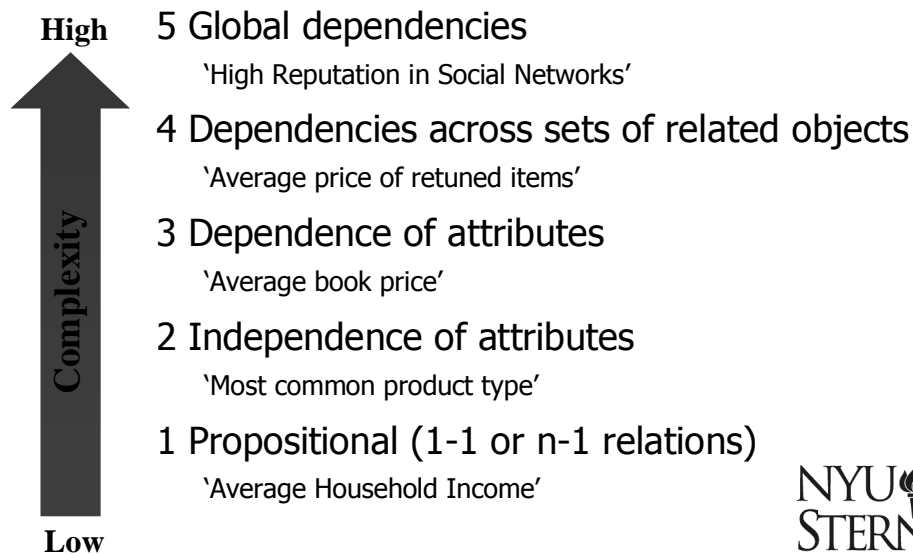 High
5 Global dependencies
‘High Reputation in Social Networks’
4 Dependencies across sets of related objects
‘Average price of retuned items’
3 Dependence of attributes
‘Average book price’
Complexity
2 Independence of attributes
‘Most common product type’
1 Propositional (1-1 or n-1 relations)
‘Average Household Income’
Low
NYU
STERN